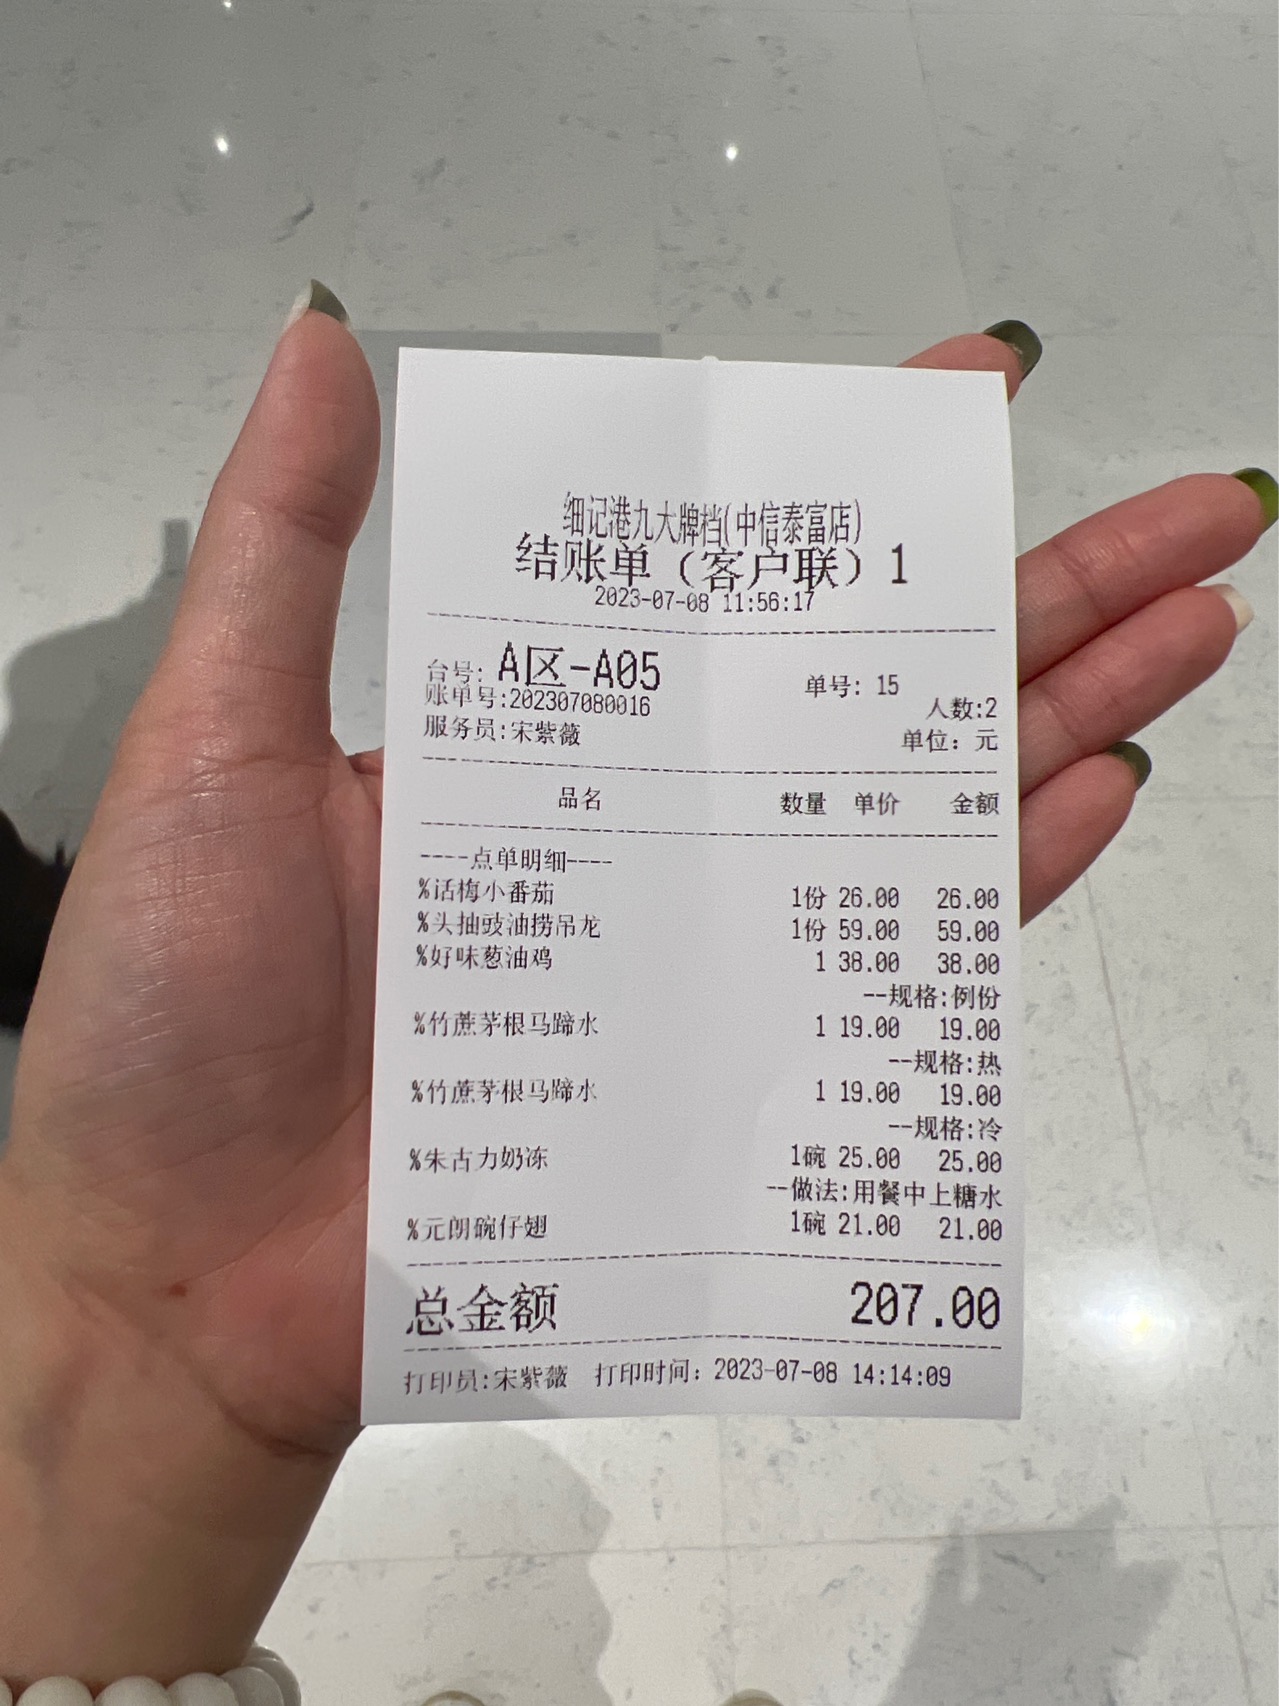 细记港九大牌档(中信泰富店)
结账单（客户联）1
2023-07-08 11:56:17
台号: A区-A05 单号: 15
账单号:202307080016 人数:2
服务员:宋紫薇 单位：元
品名 数量 单价 金额
----点单明细----
%话梅小番茄 1份 26.00 26.00
%头抽豉油捞吊龙 1份 59.00 59.00
%好味葱油鸡 1 38.00 38.00
--规格:例份
%竹蔗茅根马蹄水 1 19.00 19.00
--规格:热
%竹蔗茅根马蹄水 1 19.00 19.00
--规格:冷
%朱古力奶冻 1碗 25.00 25.00
--做法:用餐中上糖水
%元朗碗仔翅 1碗 21.00 21.00
总金额 207.00
打印员:宋紫薇 打印时间：2023-07-08 14:14:09